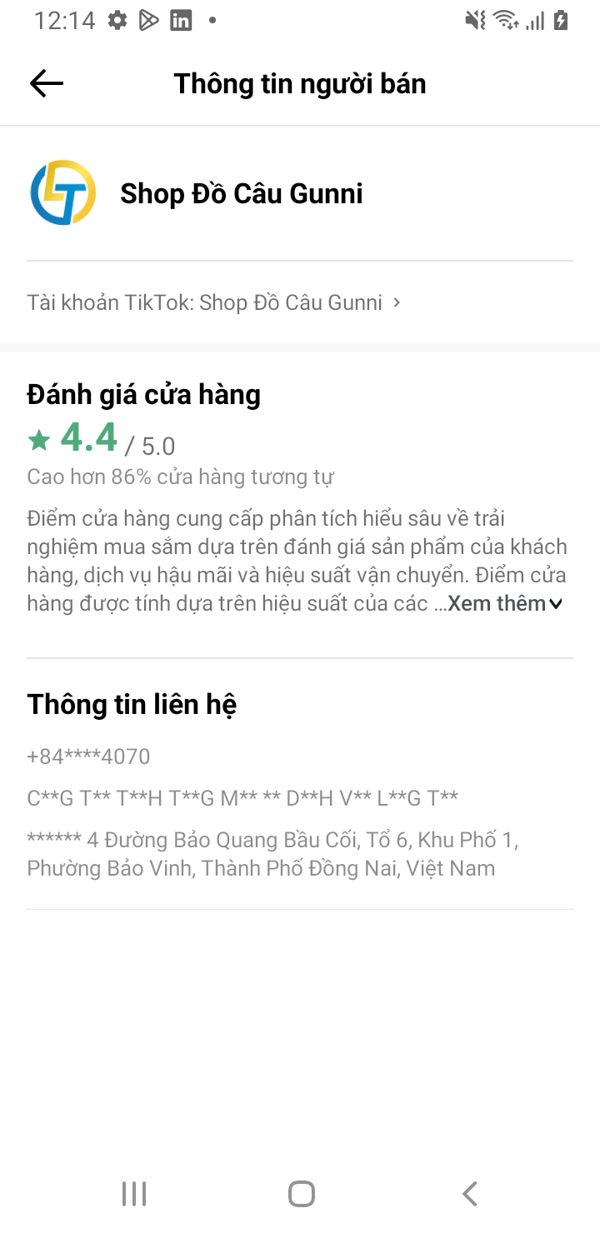 12:14
Thông tin người bán
LT
Shop Đồ Câu Gunni
Tài khoản TikTok: Shop Đồ Câu Gunni >
Đánh giá cửa hàng
4.4 / 5.0
Cao hơn 86% cửa hàng tương tự
Điểm cửa hàng cung cấp phân tích hiểu sâu về trải
nghiệm mua sắm dựa trên đánh giá sản phẩm của khách
hàng, dịch vụ hậu mãi và hiệu suất vận chuyển. Điểm cửa
hàng được tính dựa trên hiệu suất của các ...Xem thêm
Thông tin liên hệ
+84****4070
C**G T** T**H T**G M** ** D**H V** L**G T**
****** 4 Đường Bảo Quang Bầu Cối, Tổ 6, Khu Phố 1,
Phường Bảo Vinh, Thành Phố Đồng Nai, Việt Nam